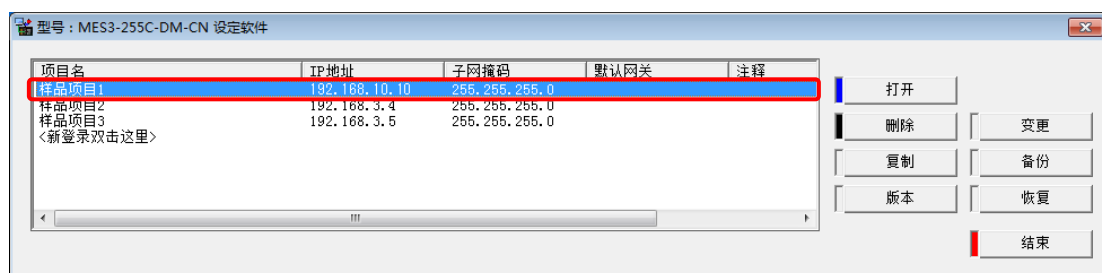 型号：MES3-255C-DM-CN 设定软件
项目名 IP地址 子网掩码 默认网关 注释
样品项目1 192.168.10.10 255.255.255.0
样品项目2 192.168.3.4 255.255.255.0
样品项目3 192.168.3.5 255.255.255.0
<新登录双击这里>
打开
删除 变更
复制 备份
版本 恢复
结束